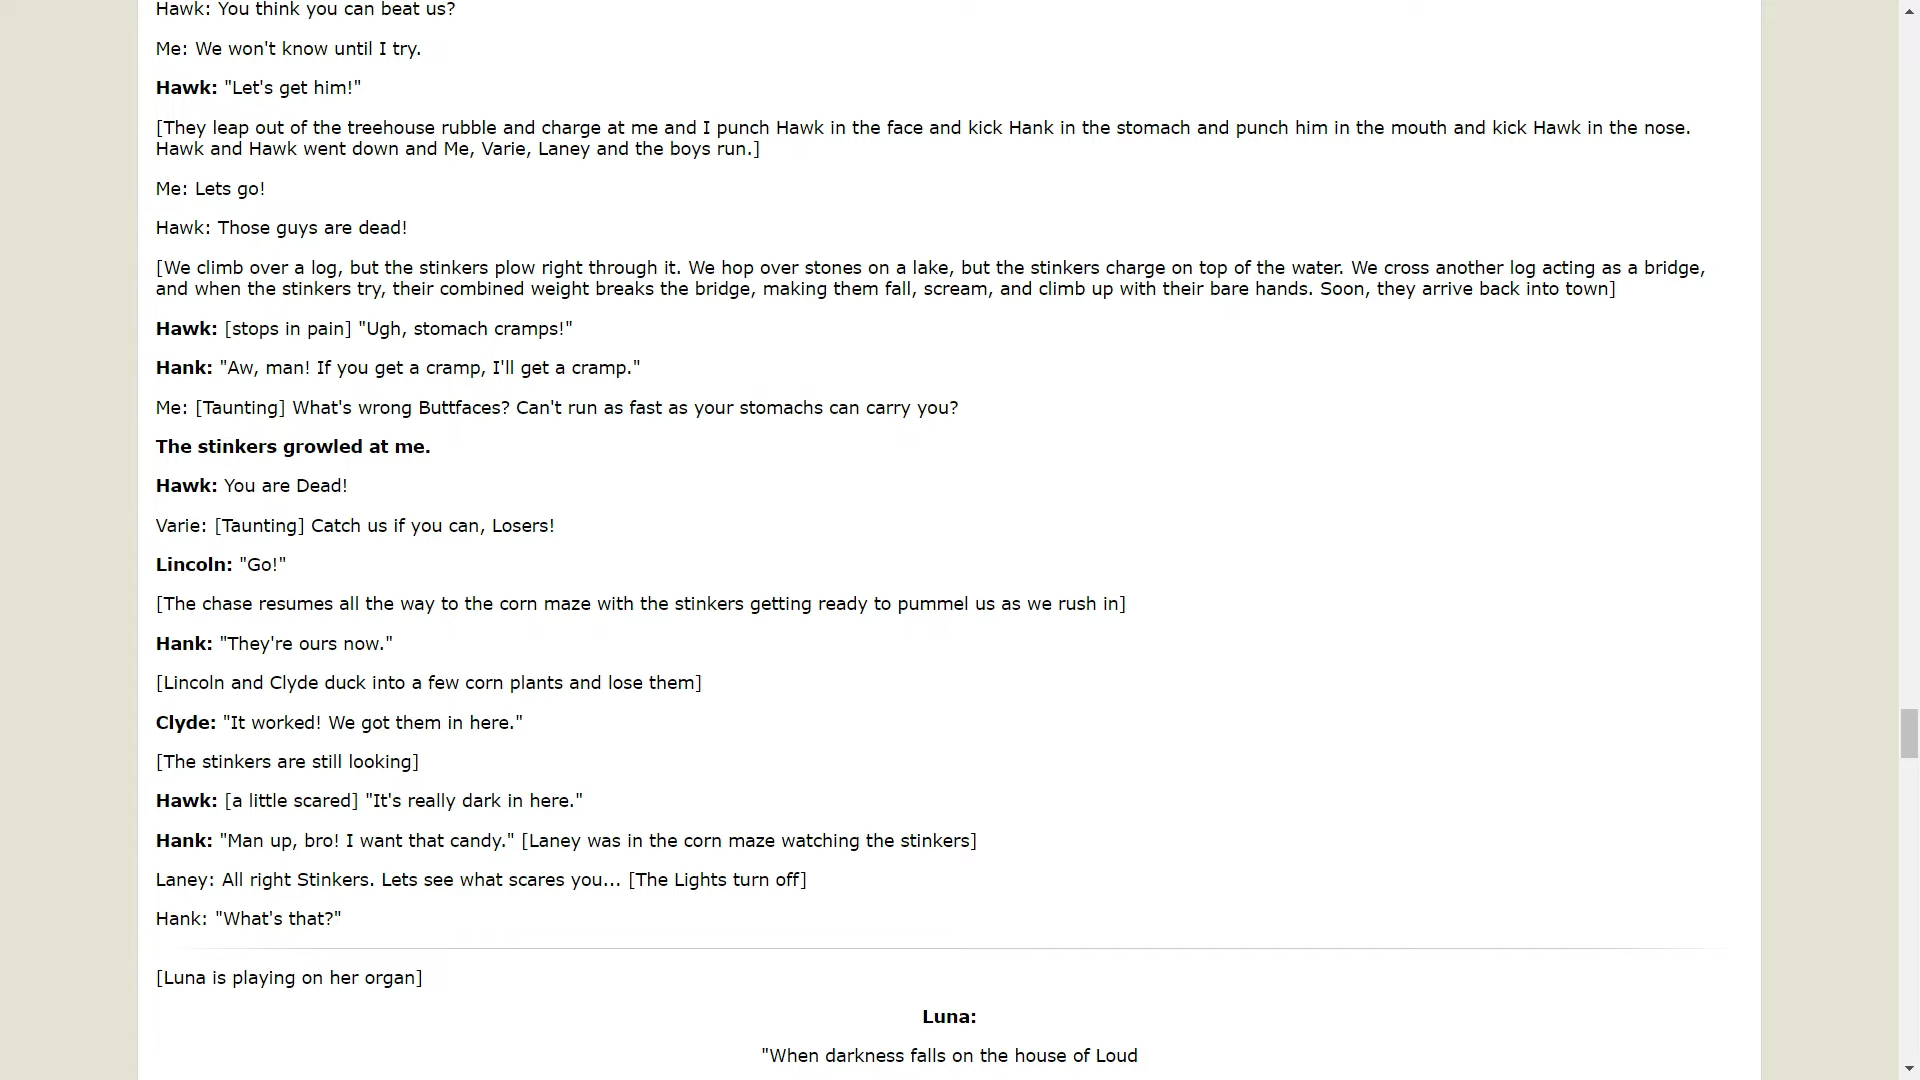 Hawk: You think you can beat us?
Me: We won't know until I try.
Hawk: "Let's get him!"
[They leap out of the treehouse rubble and charge at me and I punch Hawk in the face and kick Hank in the stomach and punch him in the mouth and kick Hawk in the nose.
Hawk and Hawk went down and Me, Varie, Laney and the boys run.]
Me: Lets go!
Hawk: Those guys are dead!
[We climb over a log, but the stinkers plow right through it. We hop over stones on a lake, but the stinkers charge on top of the water. We cross another log acting as a bridge,
and when the stinkers try, their combined weight breaks the bridge, making them fall, scream, and climb up with their bare hands. Soon, they arrive back into town]
Hawk: [stops in pain] "Ugh, stomach cramps!"
Hank: "Aw, man! If you get a cramp, I'll get a cramp."
Me: [Taunting] What's wrong Buttfaces? Can't run as fast as your stomachs can carry you?
The stinkers growled at me.
Hawk: You are Dead!
Varie: [Taunting] Catch us if you can, Losers!
Lincoln: "Go!"
[The chase resumes all the way to the corn maze with the stinkers getting ready to pummel us as we rush in]
Hank: "They're ours now."
[Lincoln and Clyde duck into a few corn plants and lose them]
Clyde: "It worked! We got them in here."
[The stinkers are still looking]
Hawk: [a little scared] "It's really dark in here."
Hank: "Man up, bro! I want that candy." [Laney was in the corn maze watching the stinkers]
Laney: All right Stinkers. Lets see what scares you... [The Lights turn off]
Hank: "What's that?"
[Luna is playing on her organ]
Luna:
"When darkness falls on the house of Loud